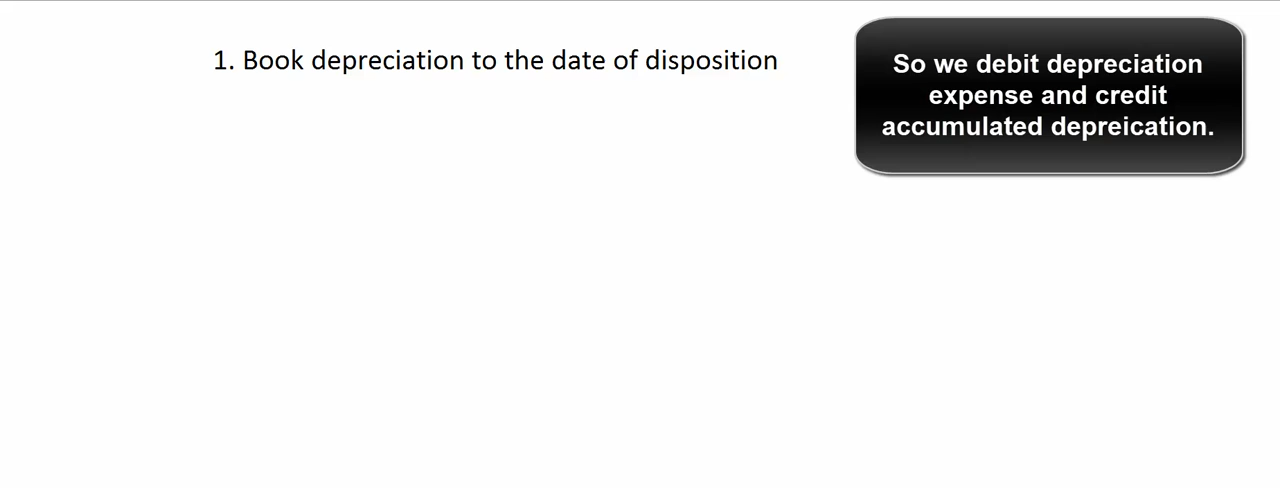 1. Book depreciation to the date of disposition
So we debit depreciation
expense and credit
accumulated depreication.